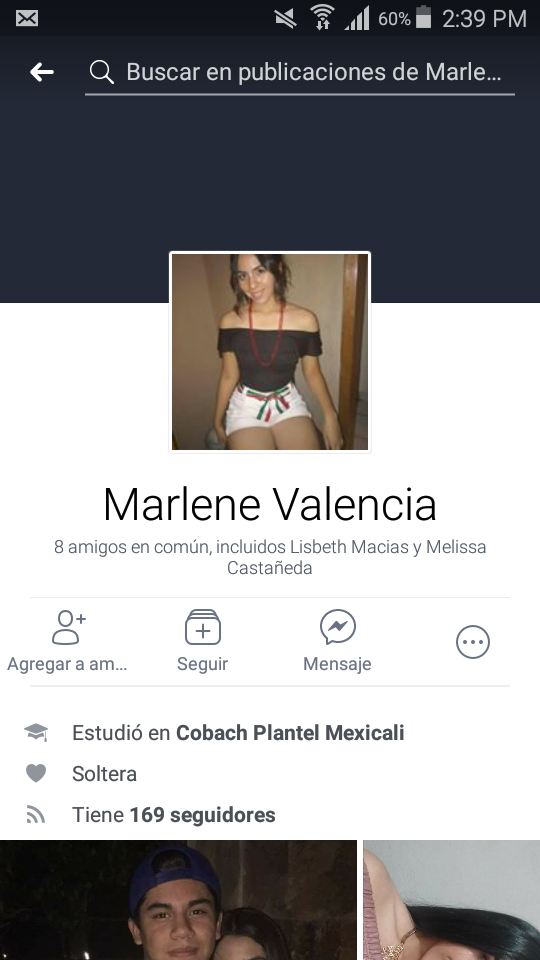 60% 2:39 PM
Buscar en publicaciones de Marle...
Marlene Valencia
8 amigos en común, incluidos Lisbeth Macias y Melissa
Castañeda
Agregar a am... Seguir Mensaje
Estudió en Cobach Plantel Mexicali
Soltera
Tiene 169 seguidores